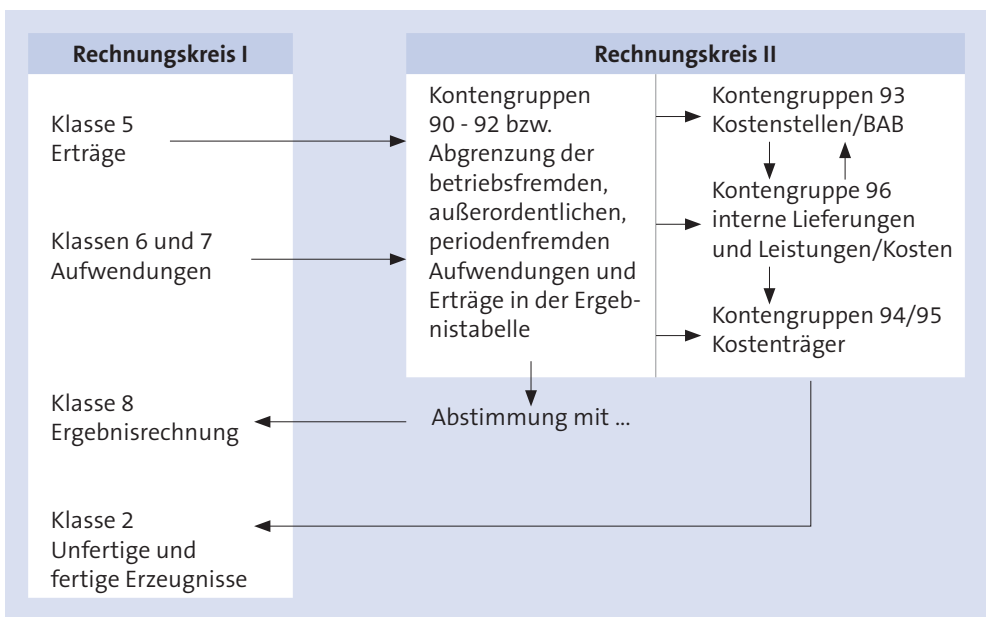 Rechnungskreis I
Klasse 5
Erträge
Klassen 6 und 7
Aufwendungen
Klasse 8
Ergebnisrechnung
Klasse 2
Unfertige und
fertige Erzeugnisse
Rechnungskreis II
Kontengruppen
90 - 92 bzw.
Abgrenzung der
betriebsfremden,
außerordentlichen,
periodenfremden
Aufwendungen und
Erträge in der Ergeb-
nistabelle
Kontengruppen 93
Kostenstellen/BAB
Kontengruppe 96
interne Lieferungen
und Leistungen/Kosten
Kontengruppen 94/95
Kostenträger
Abstimmung mit ...